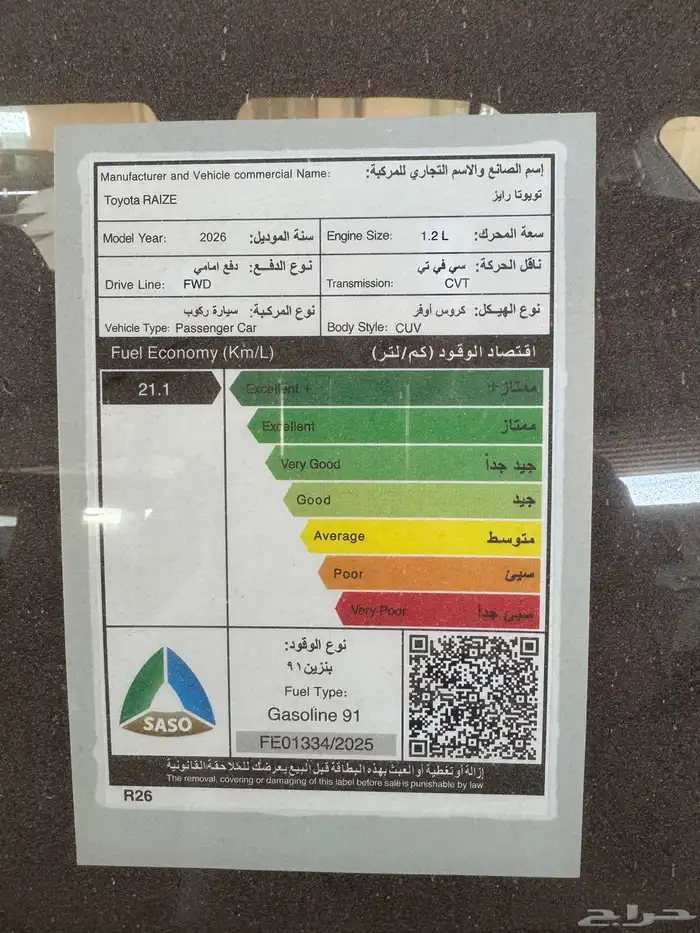 Manufacturer and Vehicle commercial Name: إسم الصانع والاسم التجاري للمركبة:
Toyota RAIZE تويوتا رايز
Model Year: 2026 سنة الموديل: Engine Size: 1.2 L سعة المحرك:
نوع الدفع: دفع امامي ناقل الحركة: سي في تي
Drive Line: FWD Transmission: CVT
نوع المركبة: سيارة ركوب نوع الهيكل: كروس أوفر
Vehicle Type: Passenger Car Body Style: CUV
Fuel Economy (Km/L) اقتصاد الوقود (كم/لتر)
21.1 Excellent + ممتاز +
Excellent ممتاز
Very Good جيد جداً
Good جيد
Average متوسط
Poor سيئ
Very Poor سيئ جداً
نوع الوقود:
بنزين ٩١
Fuel Type:
Gasoline 91
SASO
FE01334/2025
إزالة أو تغطية أو العبث بهذه البطاقة قبل البيع يعرضك للملاحقة القانونية
The removal, covering or damaging of this label before sale is punishable by law
R26
حراج